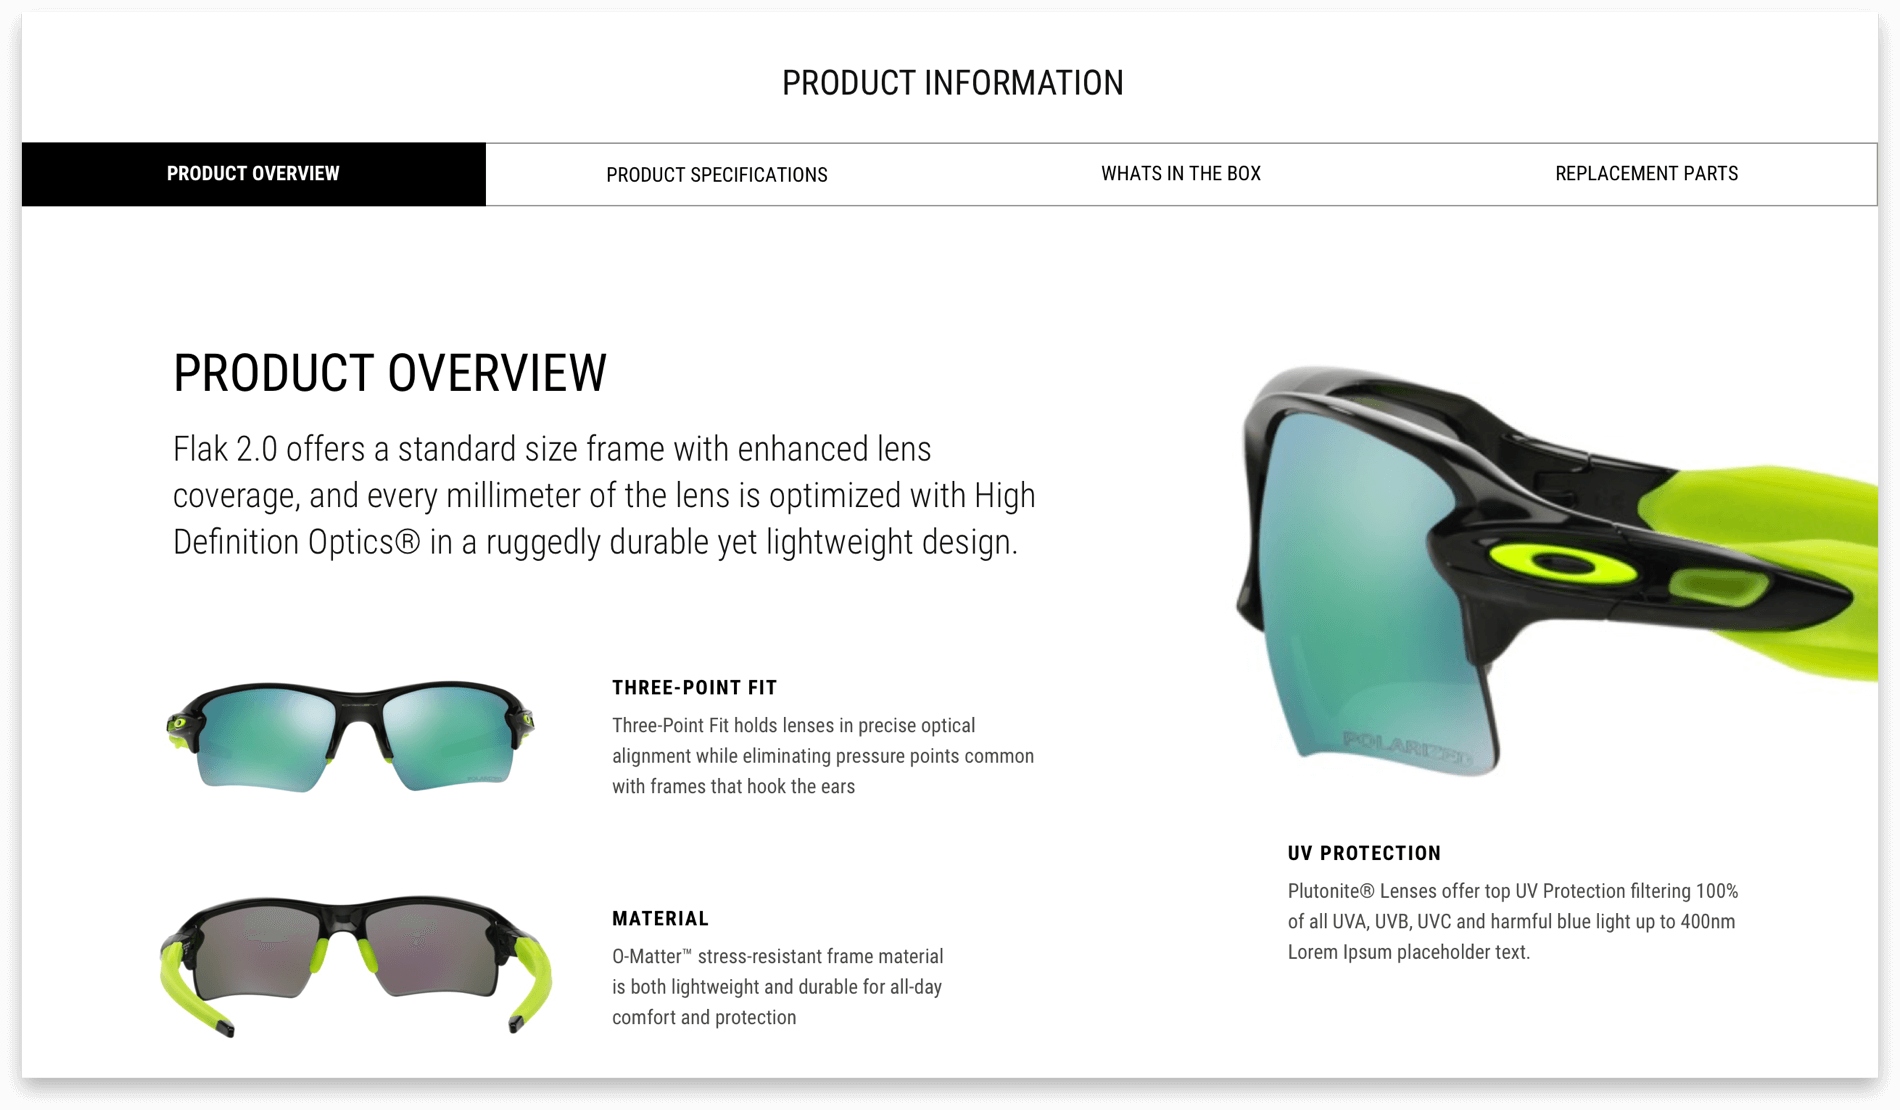 PRODUCT INFORMATION
PRODUCT OVERVIEW
PRODUCT SPECIFICATIONS
WHATS IN THE BOX
REPLACEMENT PARTS
PRODUCT OVERVIEW
Flak 2.0 offers a standard size frame with enhanced lens
coverage, and every millimeter of the lens is optimized with High
Definition Optics® in a ruggedly durable yet lightweight design.
THREE-POINT FIT
Three-Point Fit holds lenses in precise optical
alignment while eliminating pressure points common
with frames that hook the ears
MATERIAL
O-Matter™ stress-resistant frame material
is both lightweight and durable for all-day
comfort and protection
POLARIZED
UV PROTECTION
Plutonite® Lenses offer top UV Protection filtering 100%
of all UVA, UVB, UVC and harmful blue light up to 400nm
Lorem Ipsum placeholder text.